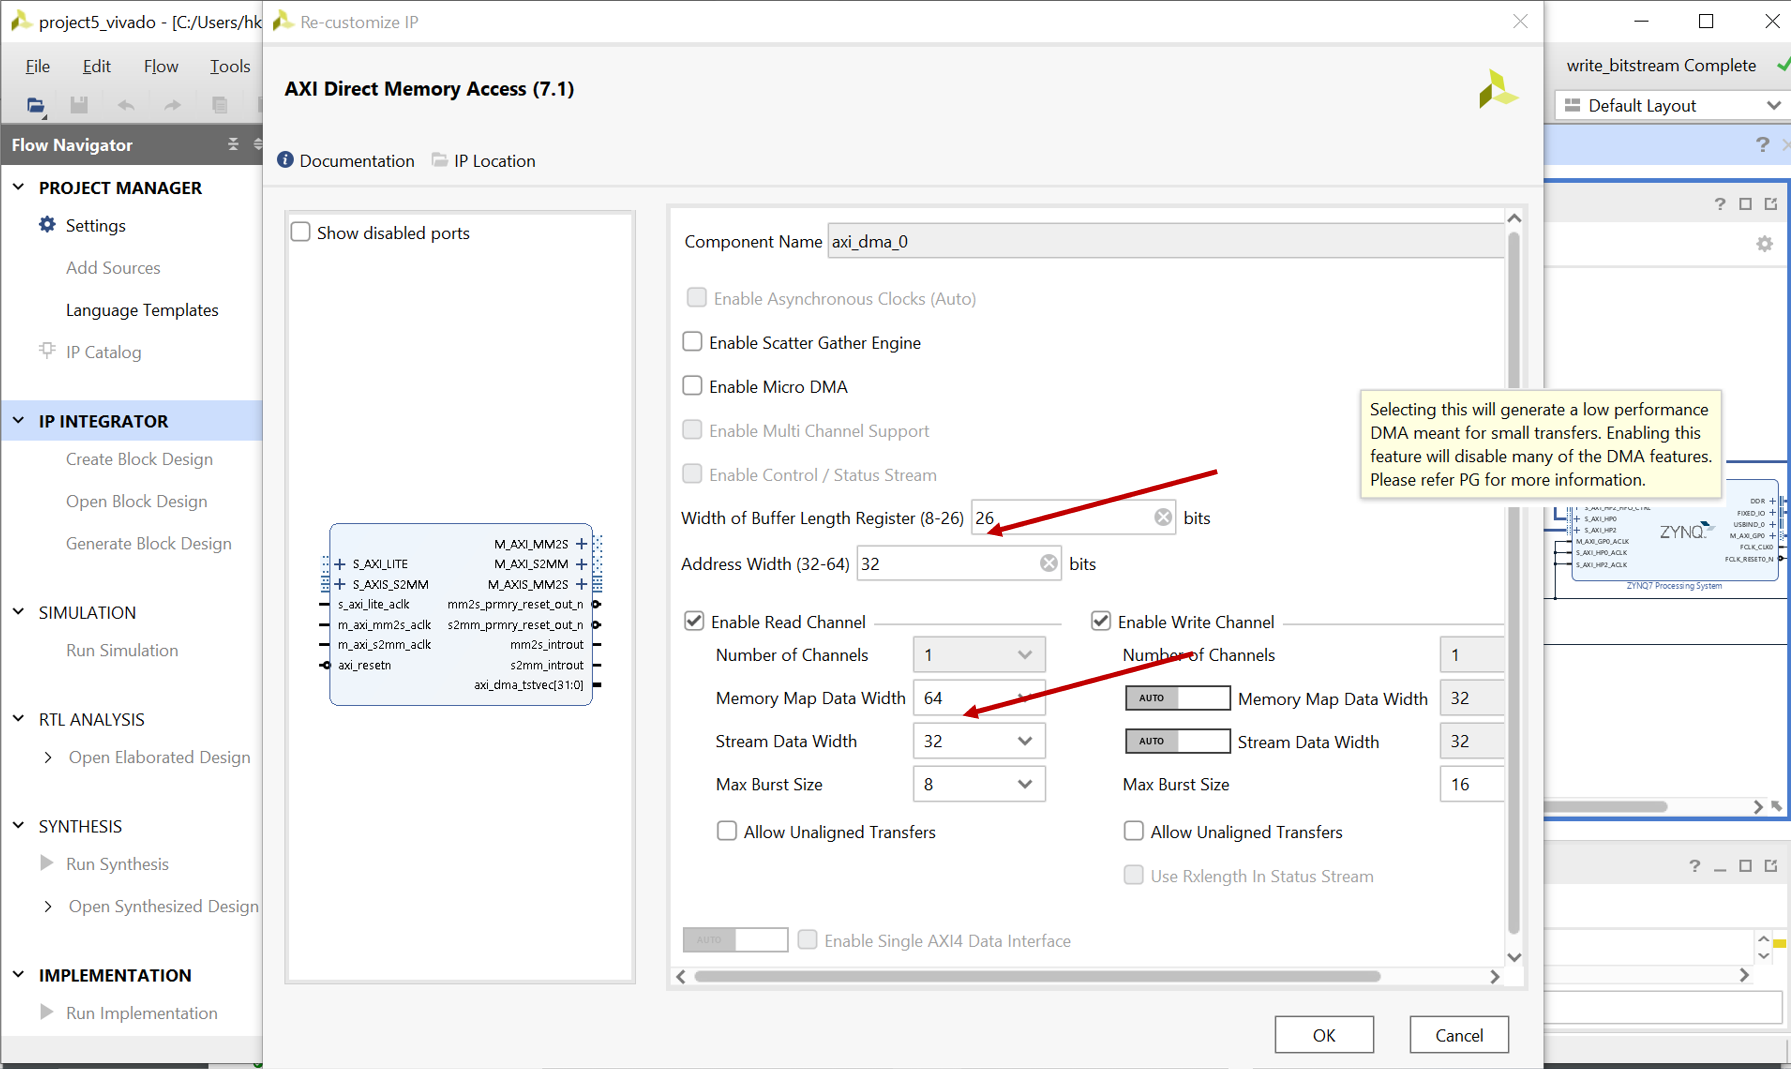 project5_vivado - [C:/Users/hk
Re-customize IP
File Edit Flow Tools
write_bitstream Complete
Default Layout
AXI Direct Memory Access (7.1)
Documentation IP Location
Flow Navigator
PROJECT MANAGER
Settings
Add Sources
Language Templates
IP Catalog
IP INTEGRATOR
Create Block Design
Open Block Design
Generate Block Design
SIMULATION
Run Simulation
RTL ANALYSIS
Open Elaborated Design
SYNTHESIS
Run Synthesis
Open Synthesized Design
IMPLEMENTATION
Run Implementation
Show disabled ports
S_AXI_LITE
S_AXIS_S2MM
s_axi_lite_aclk
m_axi_mm2s_aclk
m_axi_s2mm_aclk
axi_resetn
M_AXI_MM2S
M_AXI_S2MM
M_AXIS_MM2S
mm2s_prmry_reset_out_n
s2mm_prmry_reset_out_n
mm2s_introut
s2mm_introut
axi_dma_tstvec[31:0]
Component Name axi_dma_0
Enable Asynchronous Clocks (Auto)
Enable Scatter Gather Engine
Enable Micro DMA
Enable Multi Channel Support
Enable Control / Status Stream
Width of Buffer Length Register (8-26) 26 bits
Address Width (32-64) 32 bits
Enable Read Channel
Number of Channels 1
Memory Map Data Width 64
Stream Data Width 32
Max Burst Size 8
Allow Unaligned Transfers
Enable Write Channel
Number of Channels 1
AUTO Memory Map Data Width 32
AUTO Stream Data Width 32
Max Burst Size 16
Allow Unaligned Transfers
Use Rxlength In Status Stream
AUTO Enable Single AXI4 Data Interface
OK Cancel
Selecting this will generate a low performance
DMA meant for small transfers. Enabling this
feature will disable many of the DMA features.
Please refer PG for more information.
S_AXI_HP0
S_AXI_HP2
M_AXI_GP0_ACLK
S_AXI_HP0_ACLK
S_AXI_HP2_ACLK
ZYNQ
DDR
FIXED_IO
USBIND_0
M_AXI_GP0
FCLK_CLK0
FCLK_RESET0_N
ZYNQ7 Processing System